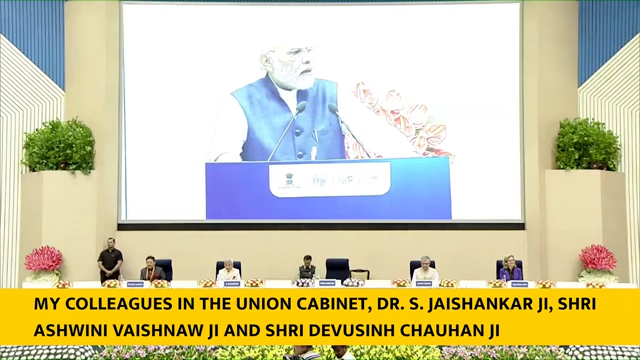 MY COLLEAGUES IN THE UNION CABINET, DR. S. JAISHANKAR JI, SHRI
ASHWINI VAISHNAW JI AND SHRI DEVUSINH CHAUHAN JI